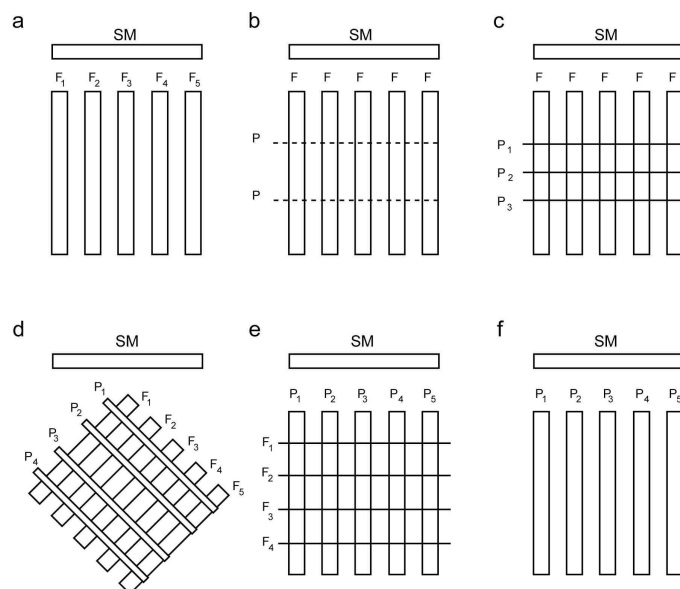 a
SM
F₁ F₂ F₃ F₄ F₅
b
SM
F F F F F
P
P
c
SM
F F F F F
P₁
P₂
P₃
d
SM
P₁ F₁
P₂ F₂
P₃ F₃
P₄ F₄
F₅
e
SM
P₁ P₂ P₃ P₄ P₅
F₁
F₂
F₃
F₄
f
SM
P₁ P₂ P₃ P₄ P₅